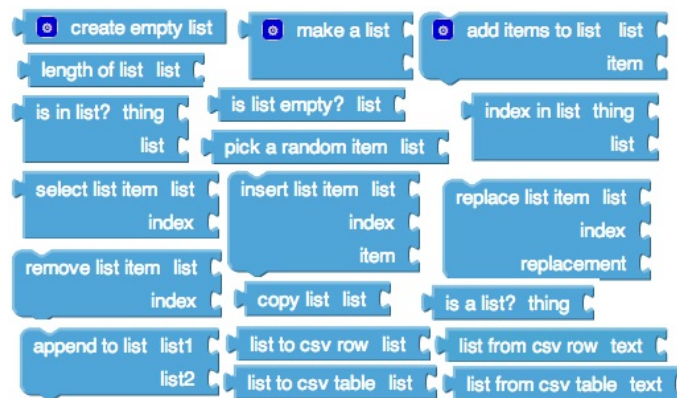 create empty list
make a list
add items to list list
item
length of list list
is in list? thing
list
is list empty? list
index in list thing
list
pick a random item list
select list item list
index
insert list item list
index
item
replace list item list
index
replacement
remove list item list
index
copy list list
is a list? thing
append to list list1
list2
list to csv row list
list from csv row text
list to csv table list
list from csv table text